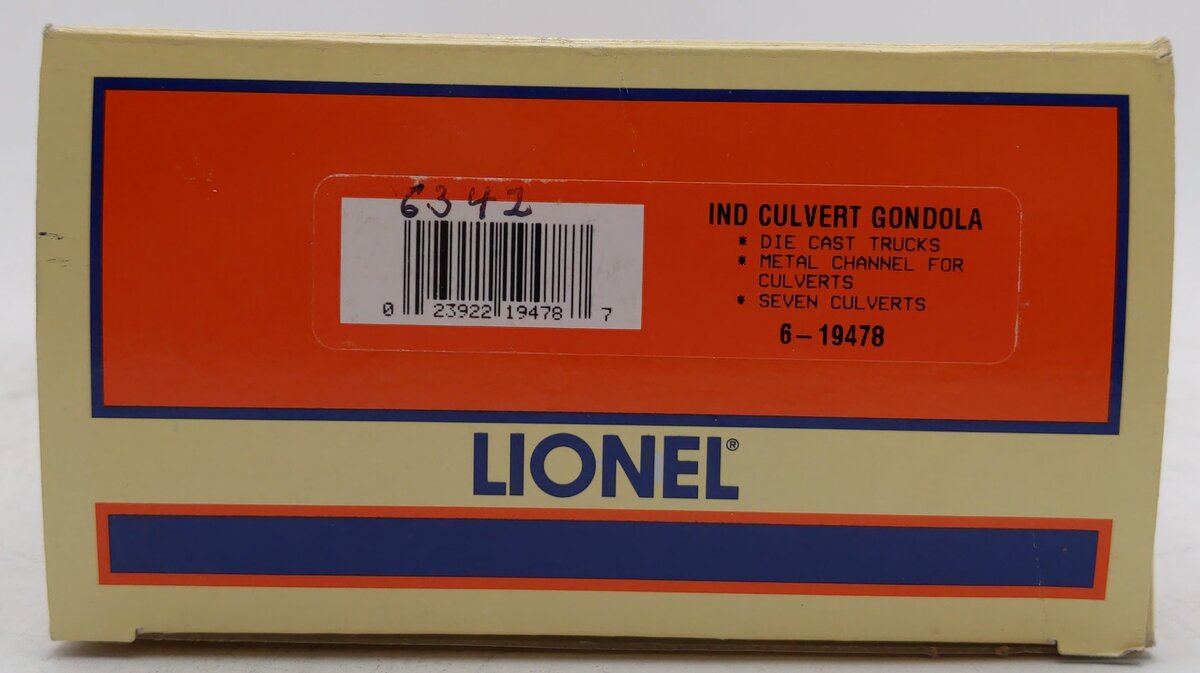 6342
0 23922 19478 7
IND CULVERT GONDOLA
* DIE CAST TRUCKS
* METAL CHANNEL FOR
CULVERTS
* SEVEN CULVERTS
6-19478
LIONEL®